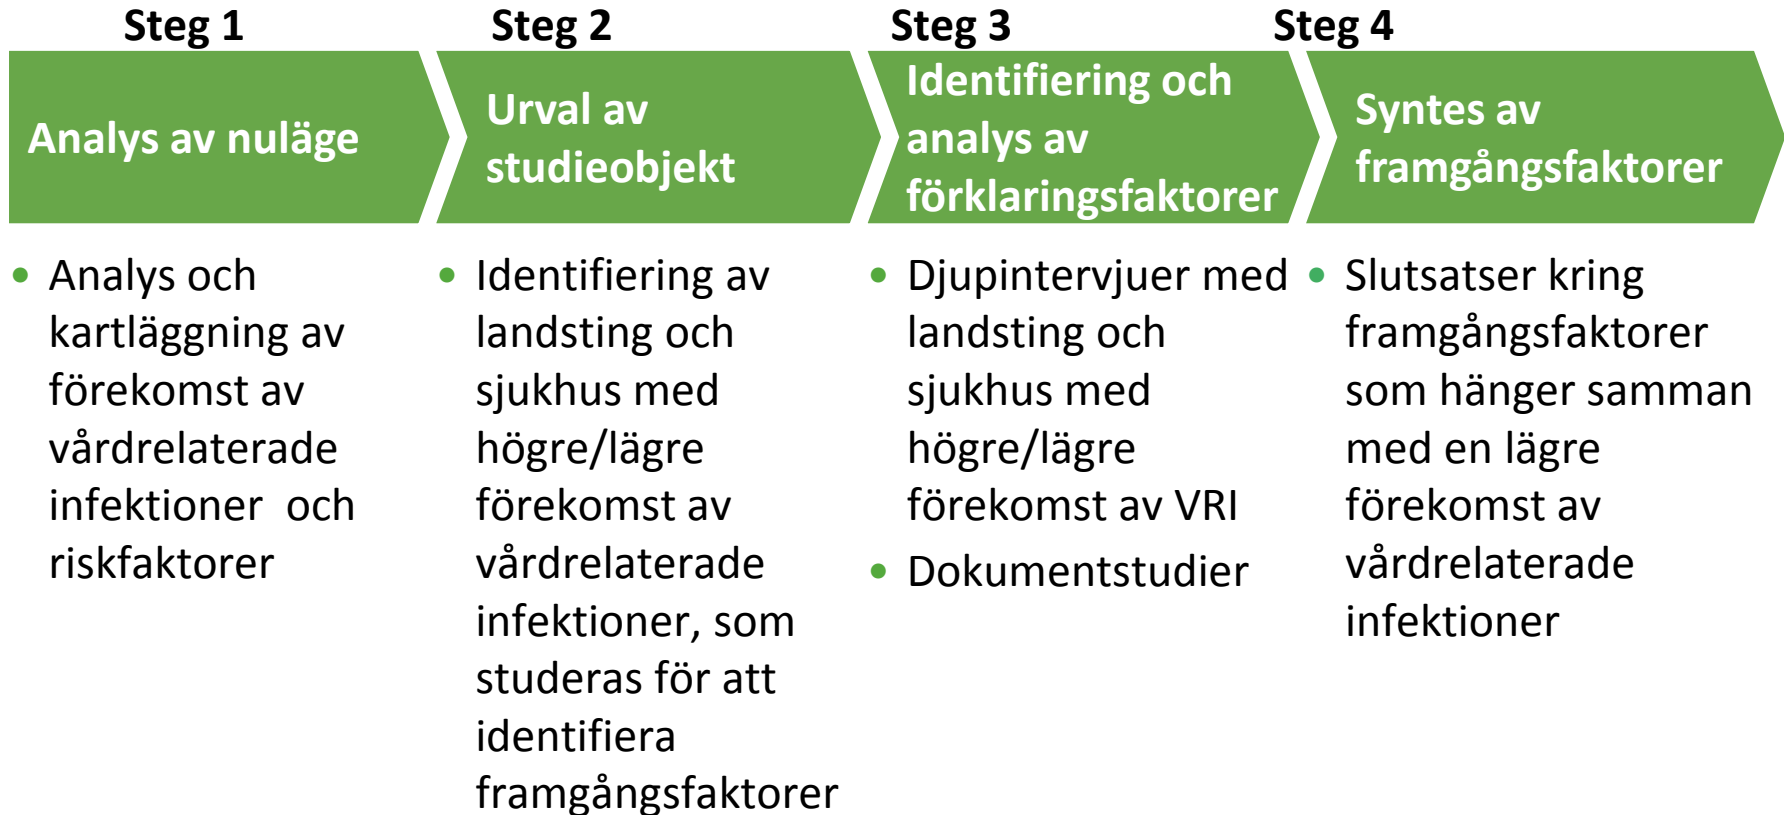 Steg 1
Steg 2
Steg 3
Steg 4
Analys av nuläge
Urval av
studieobjekt
Identifiering och
analys av
förklaringsfaktorer
Syntes av
framgångsfaktorer
• Analys och
kartläggning av
förekomst av
vårdrelaterade
infektioner och
riskfaktorer
• Identifiering av
landsting och
sjukhus med
högre/lägre
förekomst av
vårdrelaterade
infektioner, som
studeras för att
identifiera
framgångsfaktorer
• Djupintervjuer med
landsting och
sjukhus med
högre/lägre
förekomst av VRI
• Dokumentstudier
• Slutsatser kring
framgångsfaktorer
som hänger samman
med en lägre
förekomst av
vårdrelaterade
infektioner